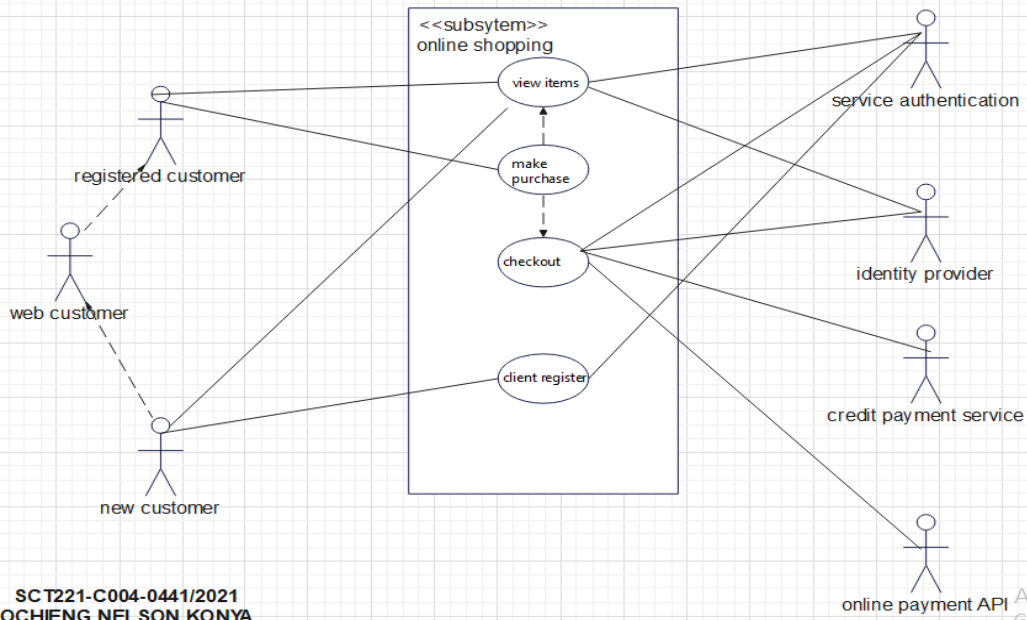 <<subsytem>>
online shopping
view items
make
purchase
checkout
client register
registered customer
web customer
new customer
service authentication
identity provider
credit payment service
online payment API
SCT221-C004-0441/2021
OCHIENG NELSON KONYA